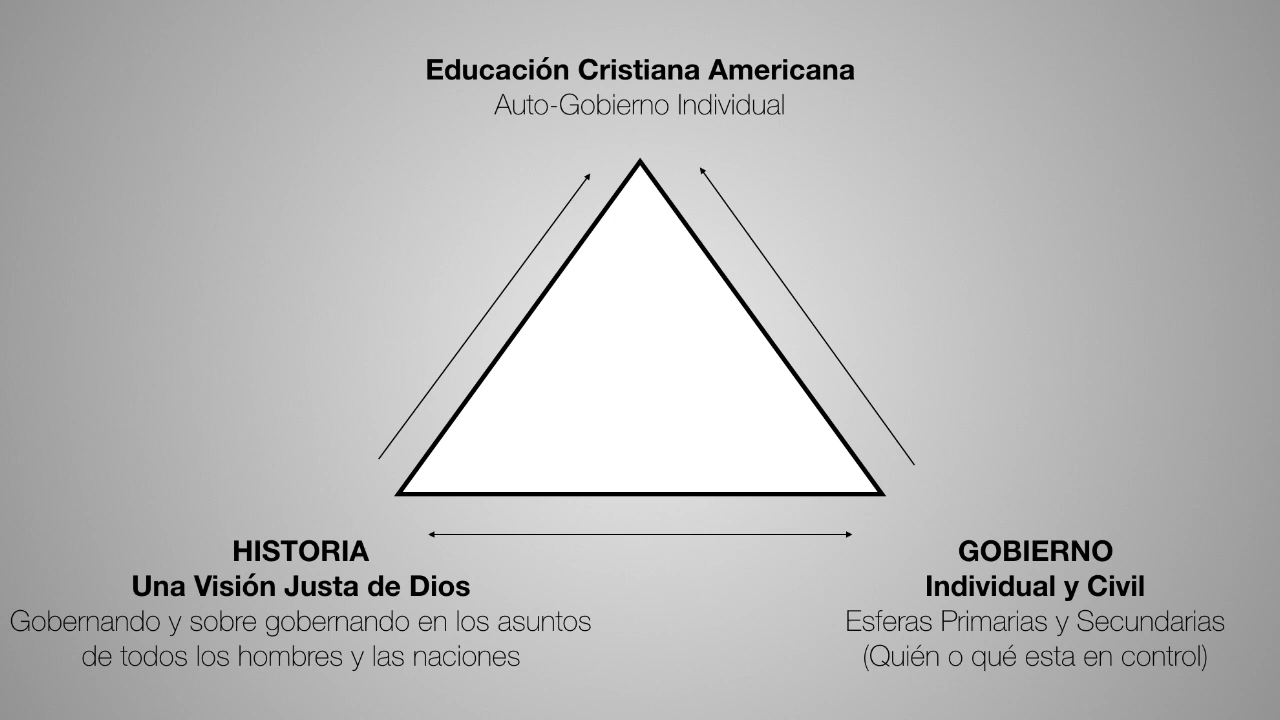 Educación Cristiana Americana
Auto-Gobierno Individual
HISTORIA
Una Visión Justa de Dios
Gobernando y sobre gobernando en los asuntos
de todos los hombres y las naciones
GOBIERNO
Individual y Civil
Esferas Primarias y Secundarias
(Quién o qué esta en control)